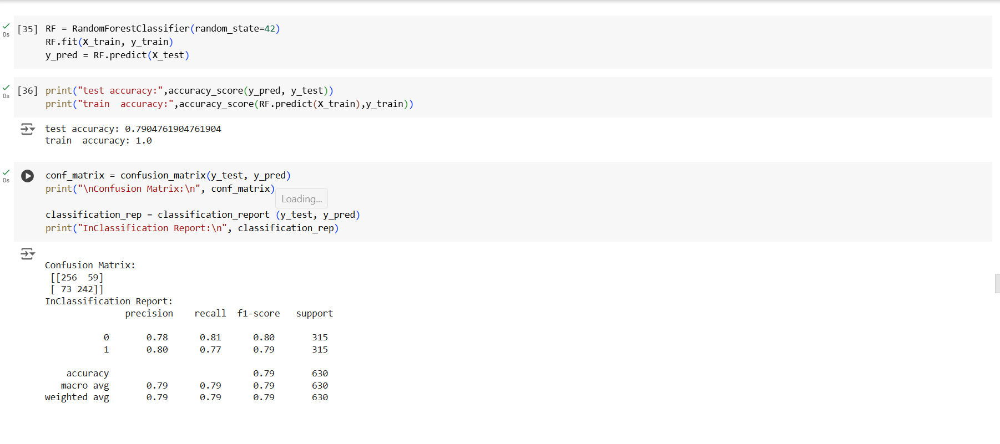 0s
[35] RF = RandomForestClassifier(random_state=42)
RF.fit(X_train, y_train)
y_pred = RF.predict(X_test)
0s
[36] print("test accuracy:",accuracy_score(y_pred, y_test))
print("train  accuracy:",accuracy_score(RF.predict(X_train),y_train))
test accuracy: 0.7904761904761904
train  accuracy: 1.0
0s
conf_matrix = confusion_matrix(y_test, y_pred)
print("\nConfusion Matrix:\n", conf_matrix)
Loading...
classification_rep = classification_report (y_test, y_pred)
print("InClassification Report:\n", classification_rep)
Confusion Matrix:
[[256  59]
[ 73 242]]
InClassification Report:
precision    recall  f1-score   support
0       0.78      0.81      0.80       315
1       0.80      0.77      0.79       315
accuracy                           0.79       630
macro avg       0.79      0.79      0.79       630
weighted avg       0.79      0.79      0.79       630